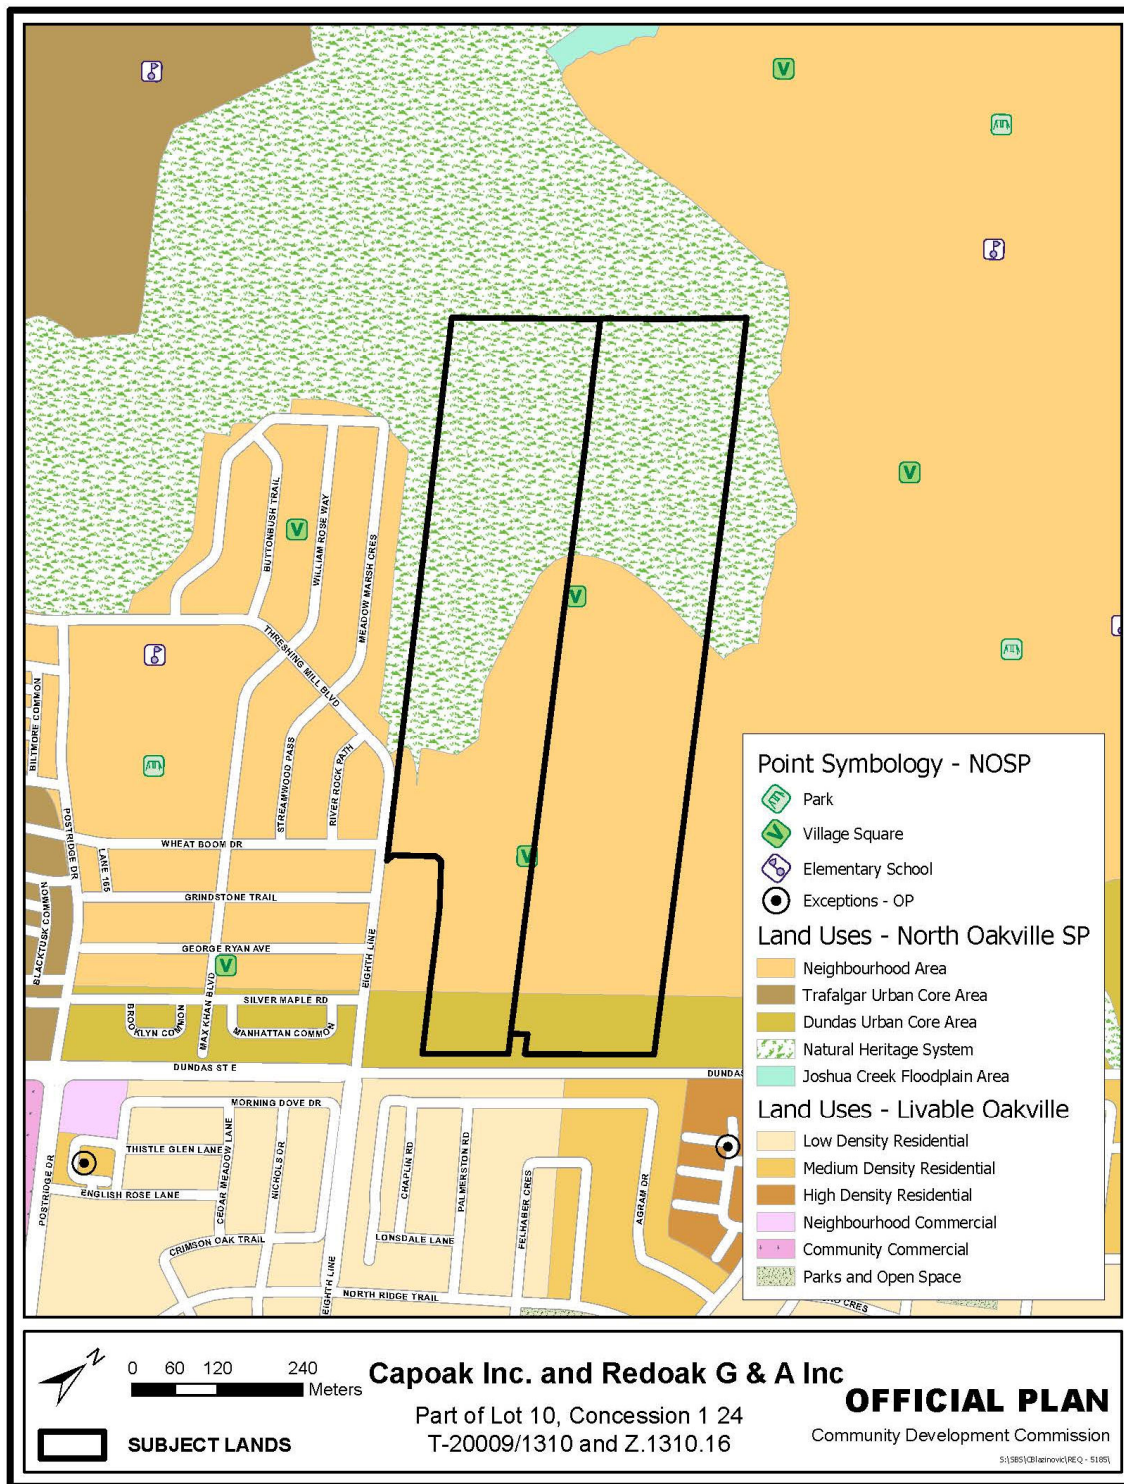 V
V
V
V
V
V
BUTTONBUSH TRAIL
WILLIAM ROSE WAY
MEADOW MARSH CRES
THRESHING MILL BLVD
BILTMORE COMMON
STREAMWOOD PASS
RIVER ROCK PATH
POSTRIDGE DR
WHEAT BOOM DR
LANE 165
GRINDSTONE TRAIL
BLACKTUSK COMMON
GEORGE RYAN AVE
EIGHTH LINE
MAX KHAN BLVD
SILVER MAPLE RD
BROOKLYN COMMON
MANHATTAN COMMON
DUNDAS ST E
DUNDAS
MORNING DOVE DR
THISTLE GLEN LANE
CEDAR MEADOW LANE
NICHOLS DR
CHAPLIN RD
PALMERSTON RD
FELHABER CRES
AGRAM DR
POSTRIDGE DR
ENGLISH ROSE LANE
CRIMSON OAK TRAIL
LONSDALE LANE
EIGHTH LINE
NORTH RIDGE TRAIL
CRES
Point Symbology - NOSP
Park
V Village Square
Elementary School
Exceptions - OP
Land Uses - North Oakville SP
Neighbourhood Area
Trafalgar Urban Core Area
Dundas Urban Core Area
Natural Heritage System
Joshua Creek Floodplain Area
Land Uses - Livable Oakville
Low Density Residential
Medium Density Residential
High Density Residential
Neighbourhood Commercial
Community Commercial
Parks and Open Space
N
0 60 120 240
Meters
SUBJECT LANDS
Capoak Inc. and Redoak G & A Inc
Part of Lot 10, Concession 1 24
T-20009/1310 and Z.1310.16
OFFICIAL PLAN
Community Development Commission
S:\SBS\CBlazinovic\REQ - 5185\